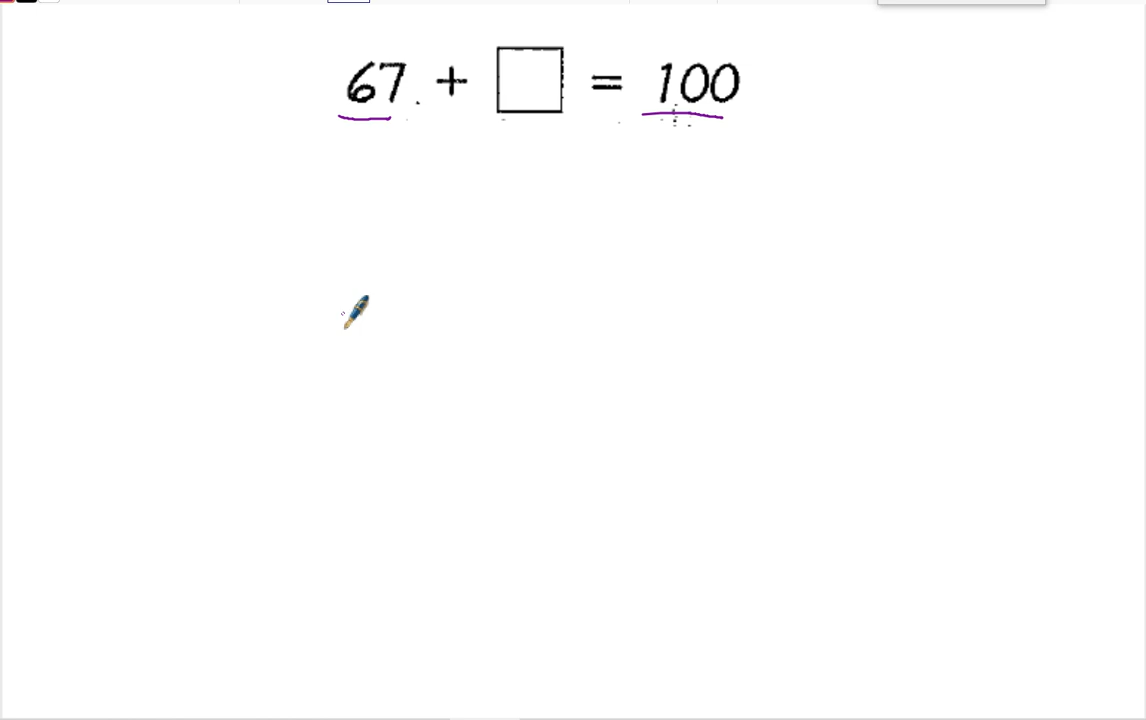 67 + □ = 100